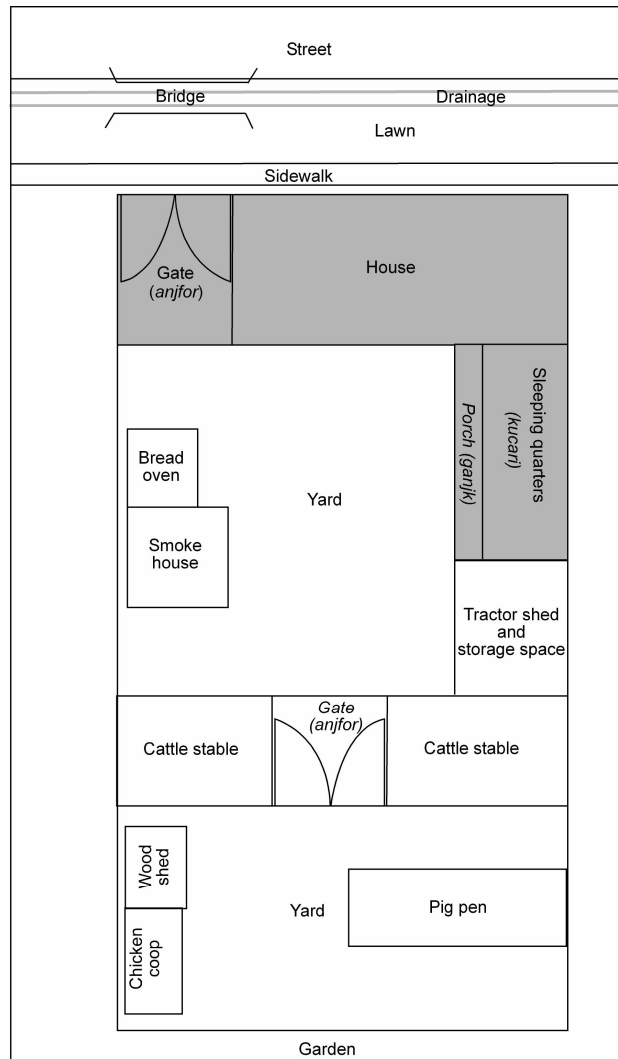 Street
Bridge
Drainage
Lawn
Sidewalk
Gate
(anjfor)
House
Sleeping quarters
(kucari)
Porch (ganjk)
Bread
oven
Yard
Smoke
house
Tractor shed
and
storage space
Gate
(anjfor)
Cattle stable
Cattle stable
Wood
shed
Yard
Pig pen
Chicken
coop
Garden